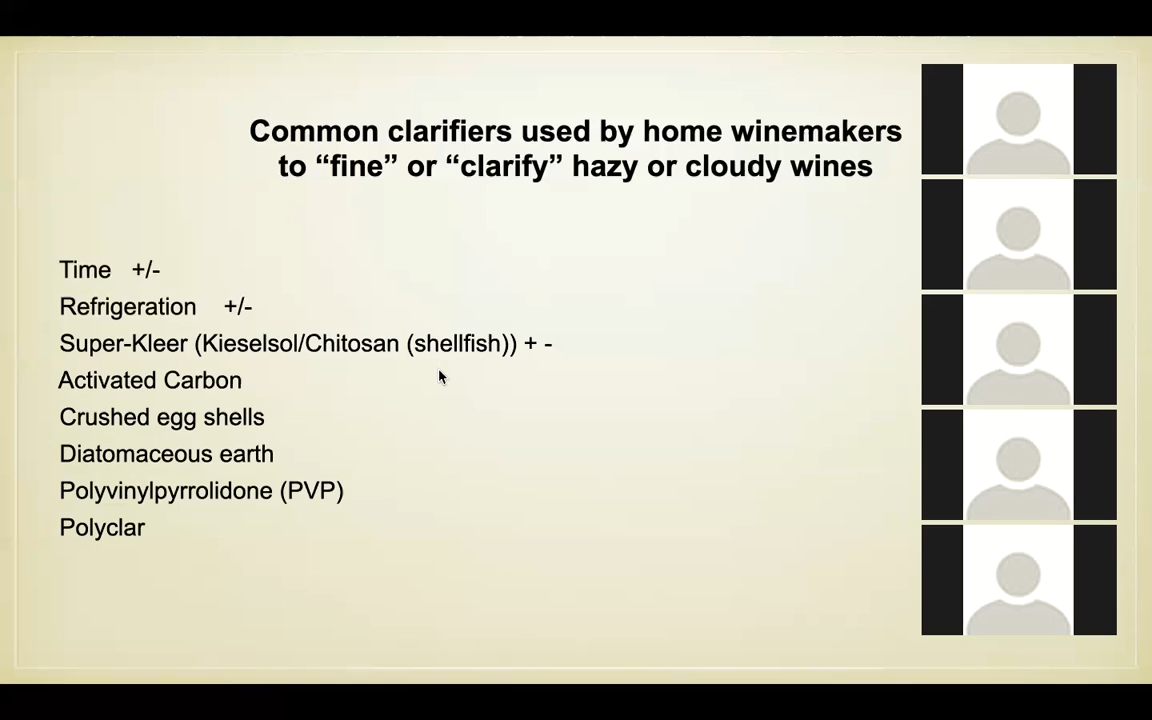 Common clarifiers used by home winemakers
to “fine” or “clarify” hazy or cloudy wines
Time +/-
Refrigeration +/-
Super-Kleer (Kieselsol/Chitosan (shellfish)) + -
Activated Carbon
Crushed egg shells
Diatomaceous earth
Polyvinylpyrrolidone (PVP)
Polyclar